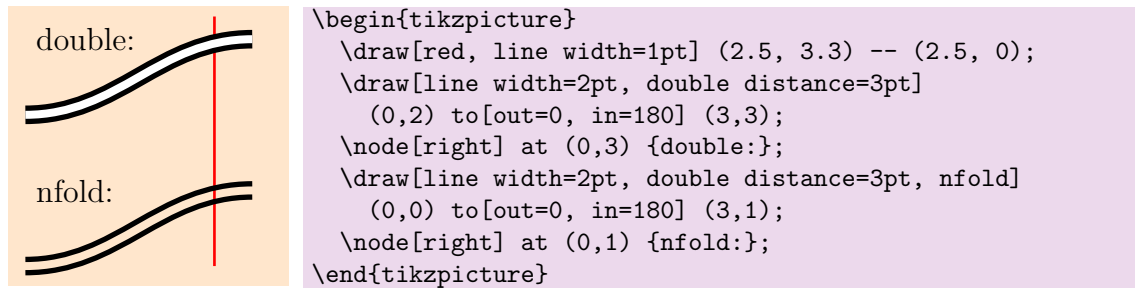 double:
nfold:
\begin{tikzpicture}
  \draw[red, line width=1pt] (2.5, 3.3) -- (2.5, 0);
  \draw[line width=2pt, double distance=3pt]
    (0,2) to[out=0, in=180] (3,3);
  \node[right] at (0,3) {double:};
  \draw[line width=2pt, double distance=3pt, nfold]
    (0,0) to[out=0, in=180] (3,1);
  \node[right] at (0,1) {nfold:};
\end{tikzpicture}